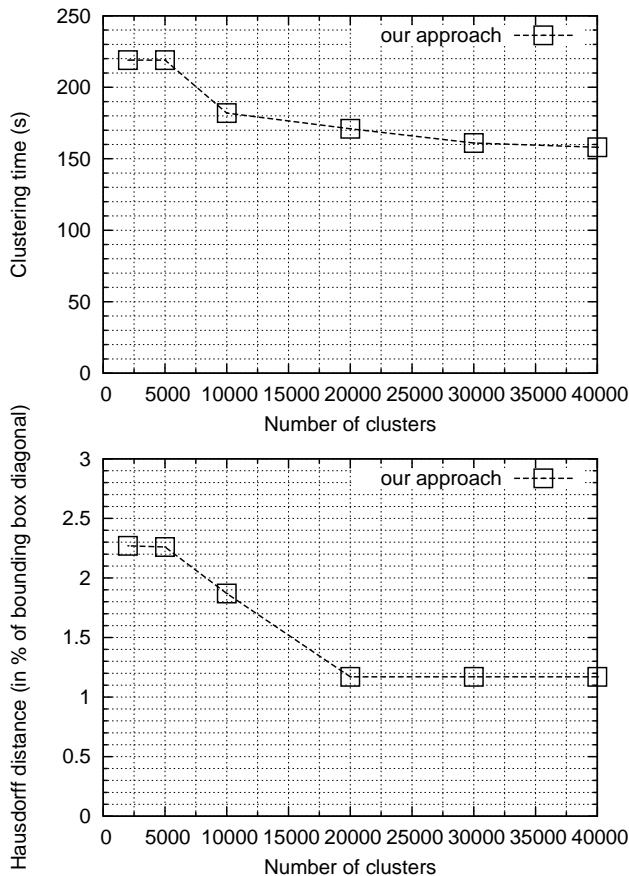 Clustering time (s)
250
200
150
100
50
0
our approach
0 5000 10000 15000 20000 25000 30000 35000 40000
Number of clusters
Hausdorff distance (in % of bounding box diagonal)
3
2.5
2
1.5
1
0.5
0
our approach
0 5000 10000 15000 20000 25000 30000 35000 40000
Number of clusters